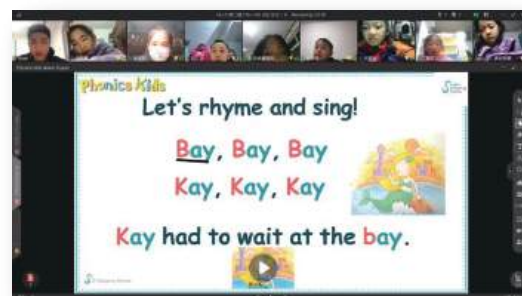 Phonics Kids
Let's rhyme and sing!
Bay, Bay, Bay
Kay, Kay, Kay
Kay had to wait at the bay.